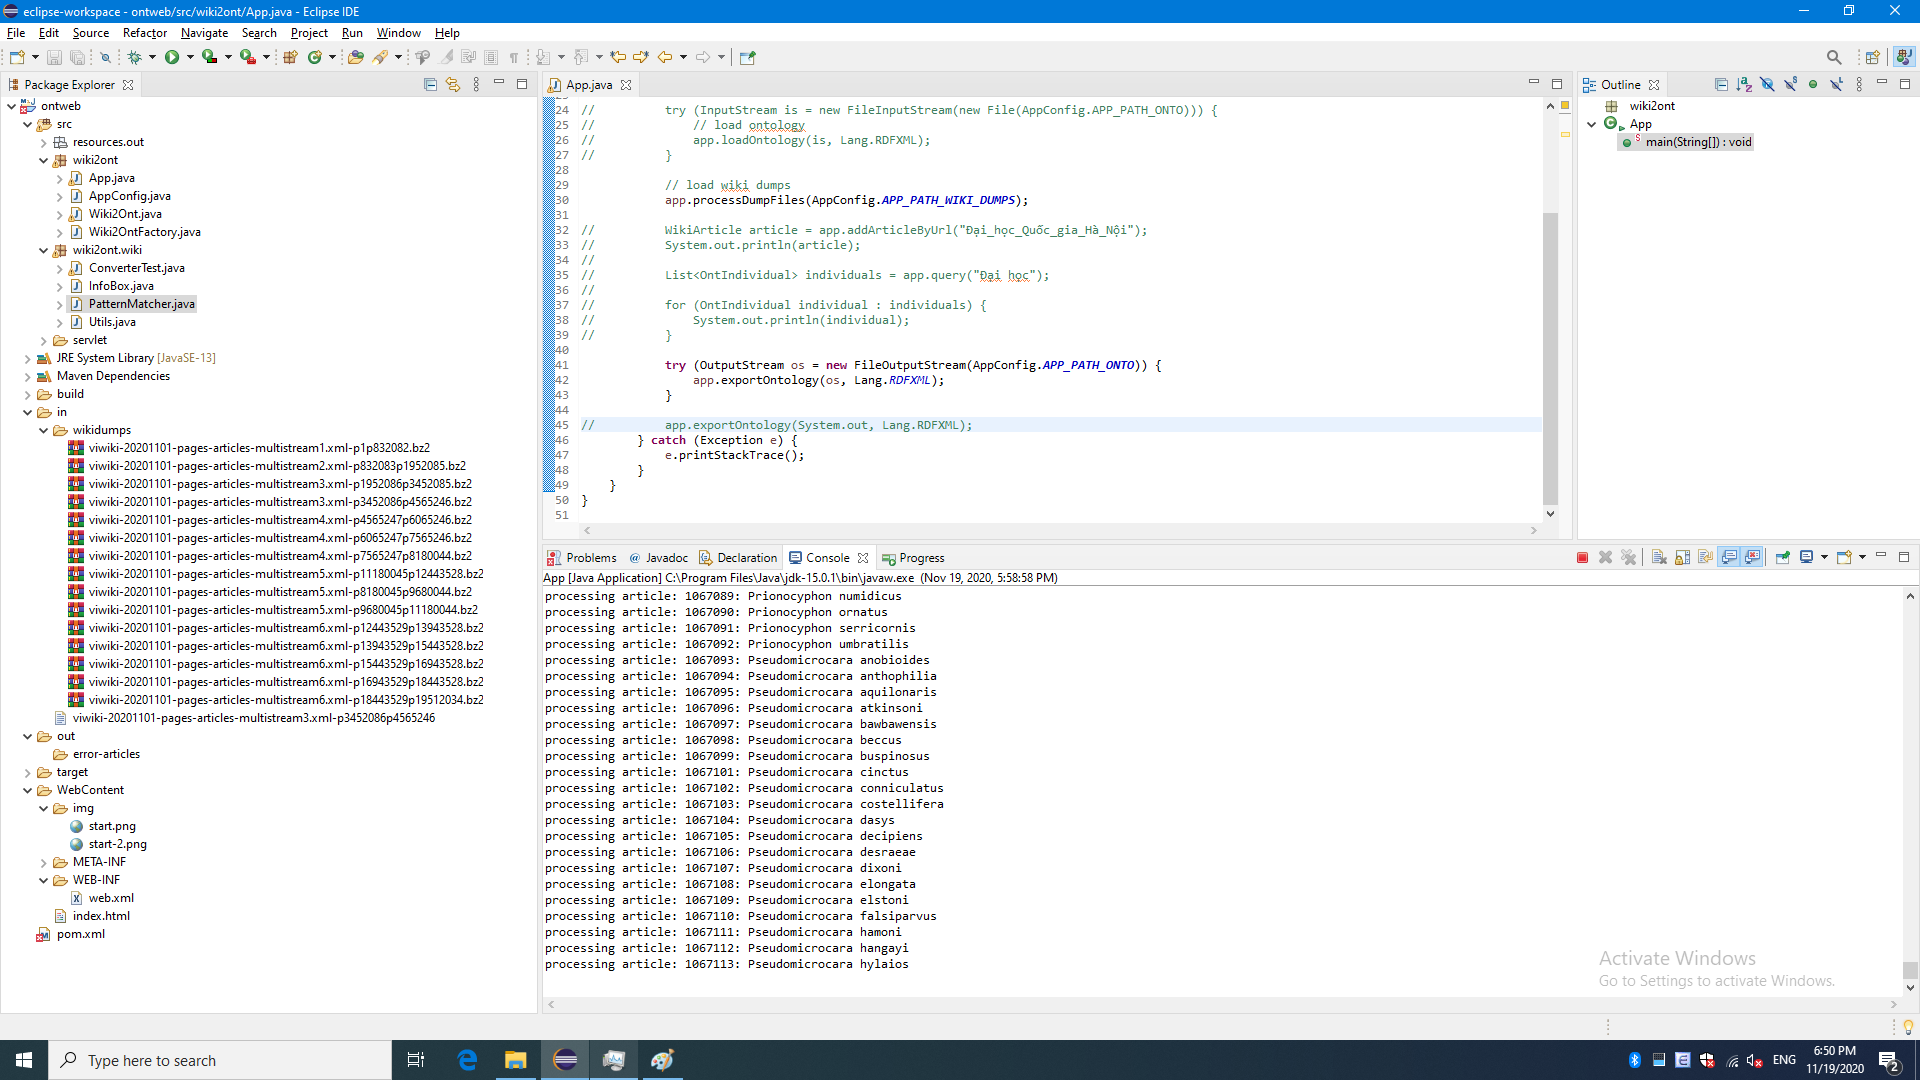 eclipse-workspace - ontweb/src/wiki2ont/App.java - Eclipse IDE
File Edit Source Refactor Navigate Search Project Run Window Help
Package Explorer
ontweb
src
resources.out
wiki2ont
App.java
AppConfig.java
Wiki2Ont.java
Wiki2OntFactory.java
wiki2ont.wiki
ConverterTest.java
InfoBox.java
PatternMatcher.java
Utils.java
servlet
JRE System Library [JavaSE-13]
Maven Dependencies
build
in
wikidumps
viwiki-20201101-pages-articles-multistream1.xml-p1p832082.bz2
viwiki-20201101-pages-articles-multistream2.xml-p832083p1952085.bz2
viwiki-20201101-pages-articles-multistream3.xml-p1952086p3452085.bz2
viwiki-20201101-pages-articles-multistream3.xml-p3452086p4565246.bz2
viwiki-20201101-pages-articles-multistream4.xml-p4565247p6065246.bz2
viwiki-20201101-pages-articles-multistream4.xml-p6065247p7565246.bz2
viwiki-20201101-pages-articles-multistream4.xml-p7565247p8180044.bz2
viwiki-20201101-pages-articles-multistream5.xml-p11180045p12443528.bz2
viwiki-20201101-pages-articles-multistream5.xml-p8180045p9680044.bz2
viwiki-20201101-pages-articles-multistream5.xml-p9680045p11180044.bz2
viwiki-20201101-pages-articles-multistream6.xml-p12443529p13943528.bz2
viwiki-20201101-pages-articles-multistream6.xml-p13943529p15443528.bz2
viwiki-20201101-pages-articles-multistream6.xml-p15443529p16943528.bz2
viwiki-20201101-pages-articles-multistream6.xml-p16943529p18443528.bz2
viwiki-20201101-pages-articles-multistream6.xml-p18443529p19512034.bz2
viwiki-20201101-pages-articles-multistream3.xml-p3452086p4565246
out
error-articles
target
WebContent
img
start.png
start-2.png
META-INF
WEB-INF
web.xml
index.html
pom.xml
App.java
24 // try (InputStream is = new FileInputStream(new File(AppConfig.APP_PATH_ONTO))) {
25 // // load ontology
26 // app.loadOntology(is, Lang.RDFXML);
27 // }
28
29 // load wiki dumps
30 app.processDumpFiles(AppConfig.APP_PATH_WIKI_DUMPS);
31
32 // WikiArticle article = app.addArticleByUrl("Đại_học_Quốc_gia_Hà_Nội");
33 // System.out.println(article);
34 //
35 // List<OntIndividual> individuals = app.query("Đại học");
36 //
37 // for (OntIndividual individual : individuals) {
38 // System.out.println(individual);
39 // }
40
41 try (OutputStream os = new FileOutputStream(AppConfig.APP_PATH_ONTO)) {
42 app.exportOntology(os, Lang.RDFXML);
43 }
44
45 // app.exportOntology(System.out, Lang.RDFXML);
46 } catch (Exception e) {
47 e.printStackTrace();
48 }
49 }
50 }
51
Outline
wiki2ont
App
main(String[]) : void
Problems Javadoc Declaration Console Progress
App [Java Application] C:\Program Files\Java\jdk-15.0.1\bin\javaw.exe (Nov 19, 2020, 5:58:58 PM)
processing article: 1067089: Prionocyphon numidicus
processing article: 1067090: Prionocyphon ornatus
processing article: 1067091: Prionocyphon serricornis
processing article: 1067092: Prionocyphon umbratilis
processing article: 1067093: Pseudomicrocara anobioides
processing article: 1067094: Pseudomicrocara anthophilia
processing article: 1067095: Pseudomicrocara aquilonaris
processing article: 1067096: Pseudomicrocara atkinsoni
processing article: 1067097: Pseudomicrocara bawbawensis
processing article: 1067098: Pseudomicrocara beccus
processing article: 1067099: Pseudomicrocara buspinosus
processing article: 1067101: Pseudomicrocara cinctus
processing article: 1067102: Pseudomicrocara conniculatus
processing article: 1067103: Pseudomicrocara costellifera
processing article: 1067104: Pseudomicrocara dasys
processing article: 1067105: Pseudomicrocara decipiens
processing article: 1067106: Pseudomicrocara desraeae
processing article: 1067107: Pseudomicrocara dixoni
processing article: 1067108: Pseudomicrocara elongata
processing article: 1067109: Pseudomicrocara elstoni
processing article: 1067110: Pseudomicrocara falsiparvus
processing article: 1067111: Pseudomicrocara hamoni
processing article: 1067112: Pseudomicrocara hangayi
processing article: 1067113: Pseudomicrocara hylaios
Activate Windows
Go to Settings to activate Windows.
Type here to search
ENG
6:50 PM
11/19/2020
2